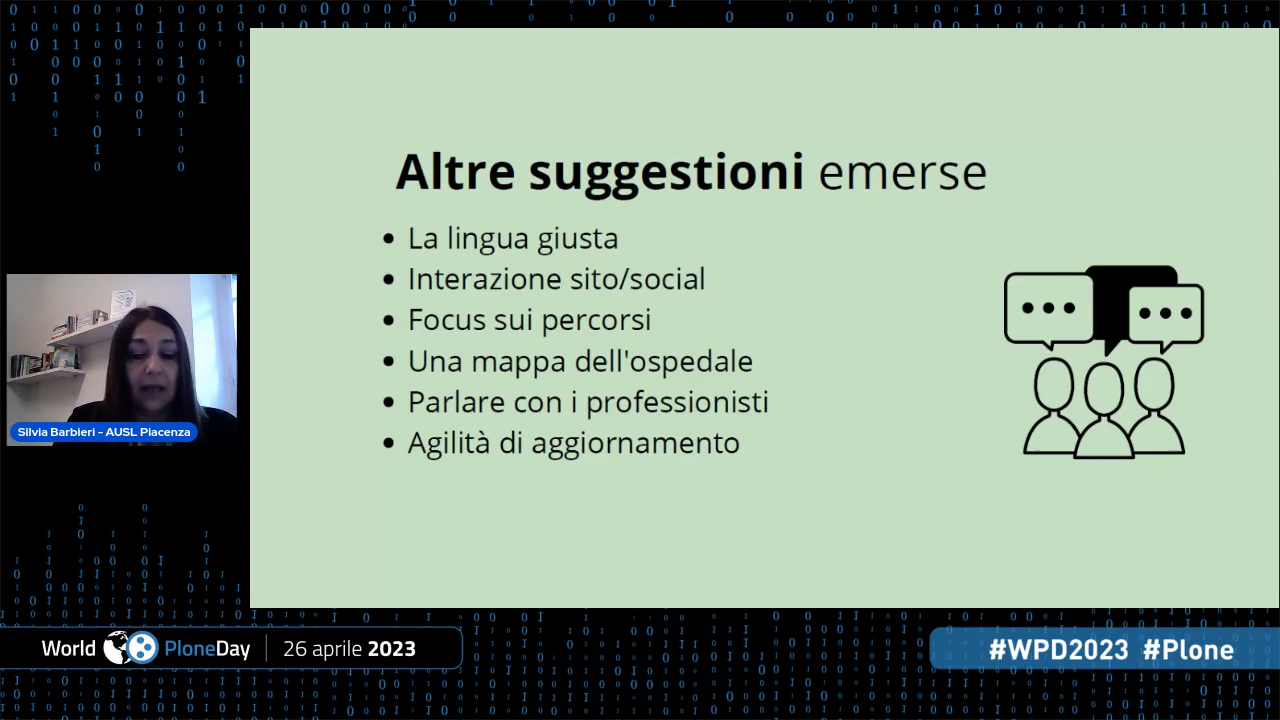 Altre suggestioni emerse
La lingua giusta
Interazione sito/social
Focus sui percorsi
Una mappa dell'ospedale
Parlare con i professionisti
Agilità di aggiornamento
Silvia Barbieri - AUSL Piacenza
World PloneDay 26 aprile 2023
#WPD2023 #Plone